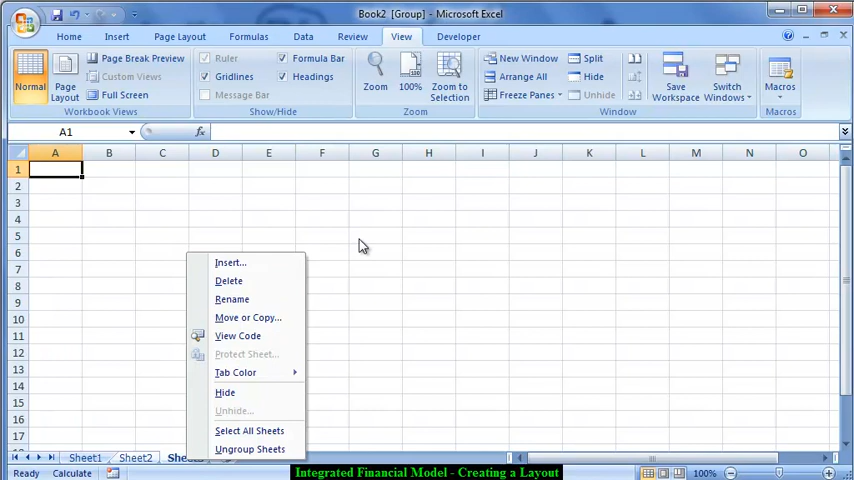 Book2 [Group] - Microsoft Excel
Home Insert Page Layout Formulas Data Review View Developer
Normal
Page Layout
Page Break Preview
Custom Views
Full Screen
Workbook Views
Ruler
Gridlines
Message Bar
Formula Bar
Headings
Show/Hide
Zoom
100%
Zoom to Selection
Zoom
New Window
Arrange All
Freeze Panes
Split
Hide
Unhide
Save Workspace
Switch Windows
Window
Macros
Macros
A1
fx
A B C D E F G H I J K L M N O
1
2
3
4
5
6
7
8
9
10
11
12
13
14
15
16
17
Insert...
Delete
Rename
Move or Copy...
View Code
Protect Sheet...
Tab Color
Hide
Unhide...
Select All Sheets
Ungroup Sheets
Sheet1 Sheet2
Ready Calculate
Integrated Financial Model - Creating a Layout
100%